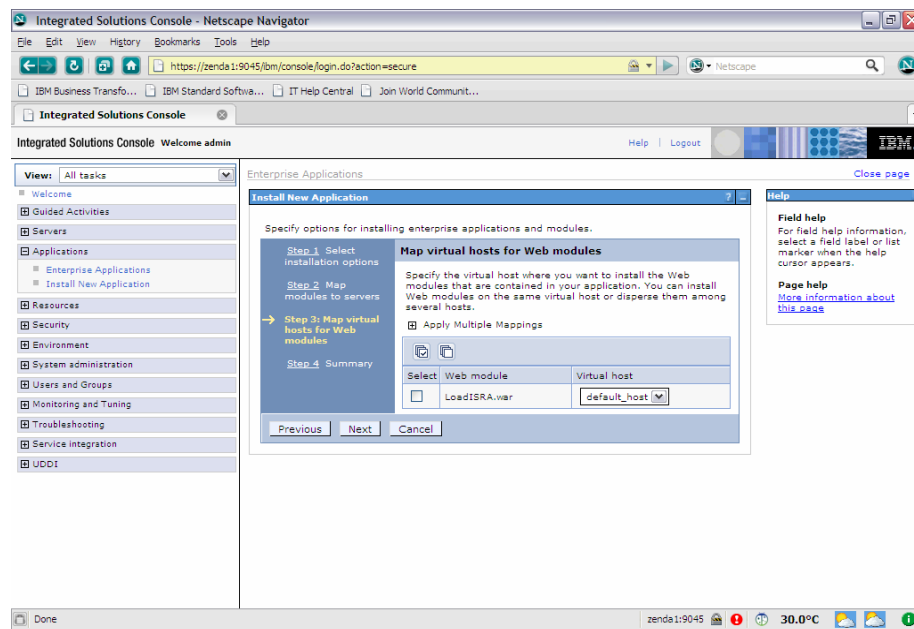 Integrated Solutions Console - Netscape Navigator
File Edit View History Bookmarks Tools Help
https://zenda1:9045/ibm/console/login.do?action=secure
Netscape
IBM Business Transfo... IBM Standard Softwa... IT Help Central Join World Communit...
Integrated Solutions Console
Integrated Solutions Console Welcome admin
Help | Logout
IBM.
View: All tasks
Welcome
Guided Activities
Servers
Applications
Enterprise Applications
Install New Application
Resources
Security
Environment
System administration
Users and Groups
Monitoring and Tuning
Troubleshooting
Service integration
UDDI
Enterprise Applications
Close page
Install New Application
? –
Specify options for installing enterprise applications and modules.
Step 1 Select
installation options
Step 2 Map
modules to servers
Step 3: Map virtual
hosts for Web
modules
Step 4 Summary
Map virtual hosts for Web modules
Specify the virtual host where you want to install the Web
modules that are contained in your application. You can install
Web modules on the same virtual host or disperse them among
several hosts.
Apply Multiple Mappings
Select Web module Virtual host
LoadISRA.war default_host
Previous Next Cancel
Help
Field help
For field help information,
select a field label or list
marker when the help
cursor appears.
Page help
More information about
this page
Done
zenda1:9045
30.0°C